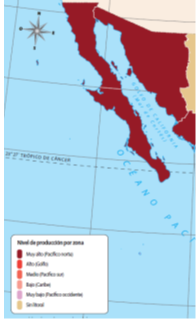 TRÓPICO DE CÁNCER
OCÉANO PAC
Nivel de producción por zona
Muy alto (Pacífico norte)
Alto (Golfo)
Medio (Pacífico sur)
Bajo (Caribe)
Muy bajo (Pacífico occidente)
Sin litoral